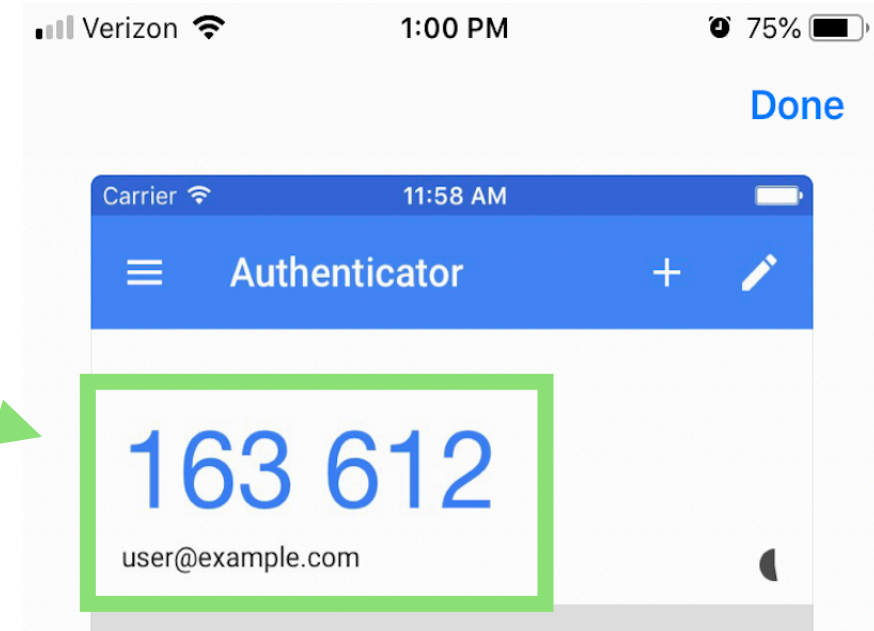 Verizon 1:00 PM 75%
Done
Carrier 11:58 AM
Authenticator
163 612
user@example.com